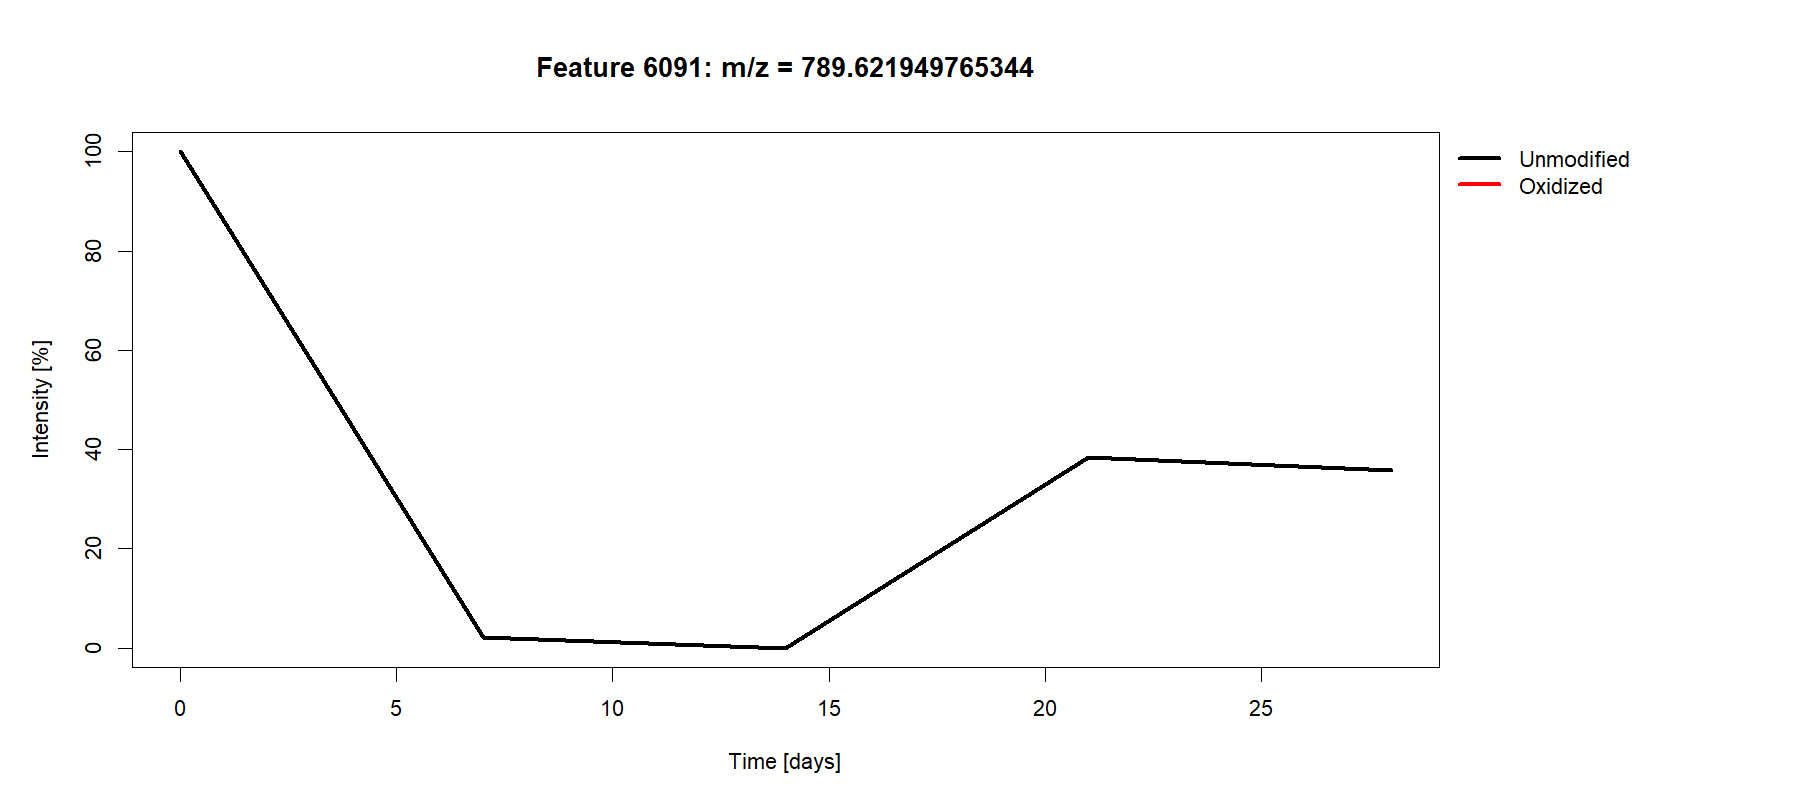 Feature 6091: m/z = 789.621949765344
Unmodified
Oxidized
Intensity [%]
100
80
60
40
20
0
0 5 10 15 20 25
Time [days]